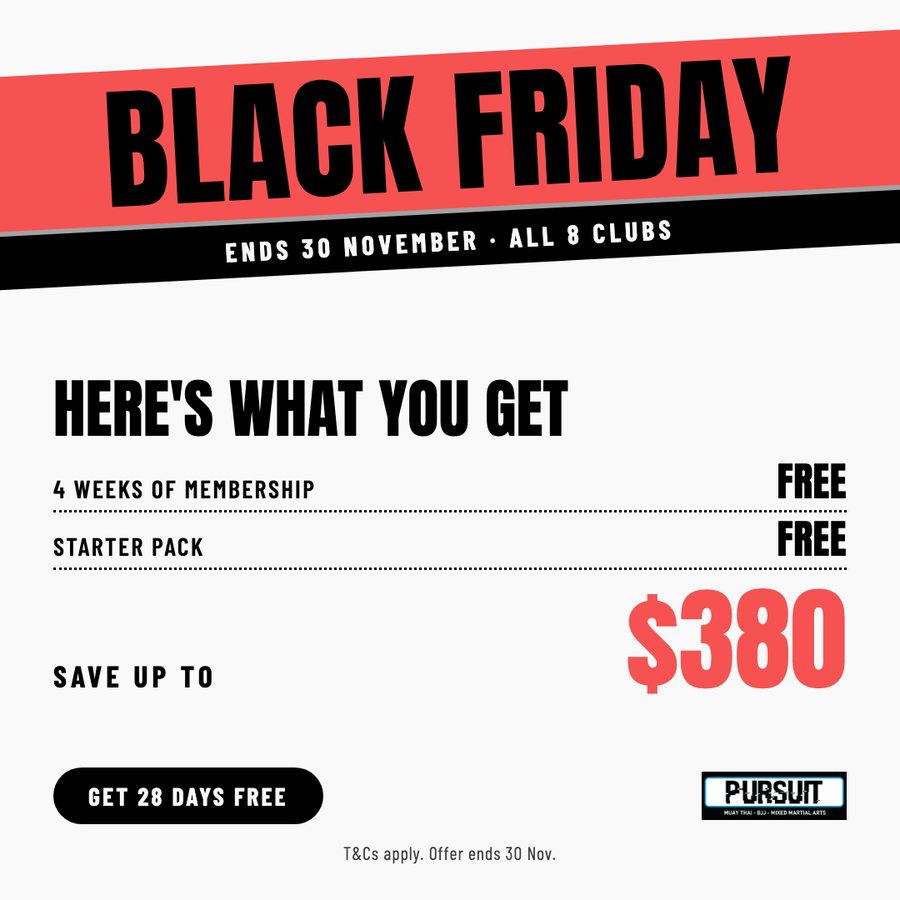 BLACK FRIDAY
ENDS 30 NOVEMBER · ALL 8 CLUBS
HERE'S WHAT YOU GET
4 WEEKS OF MEMBERSHIP FREE
STARTER PACK FREE
SAVE UP TO $380
GET 28 DAYS FREE
PURSUIT
MUAY THAI - BJJ - MIXED MARTIAL ARTS
T&Cs apply. Offer ends 30 Nov.